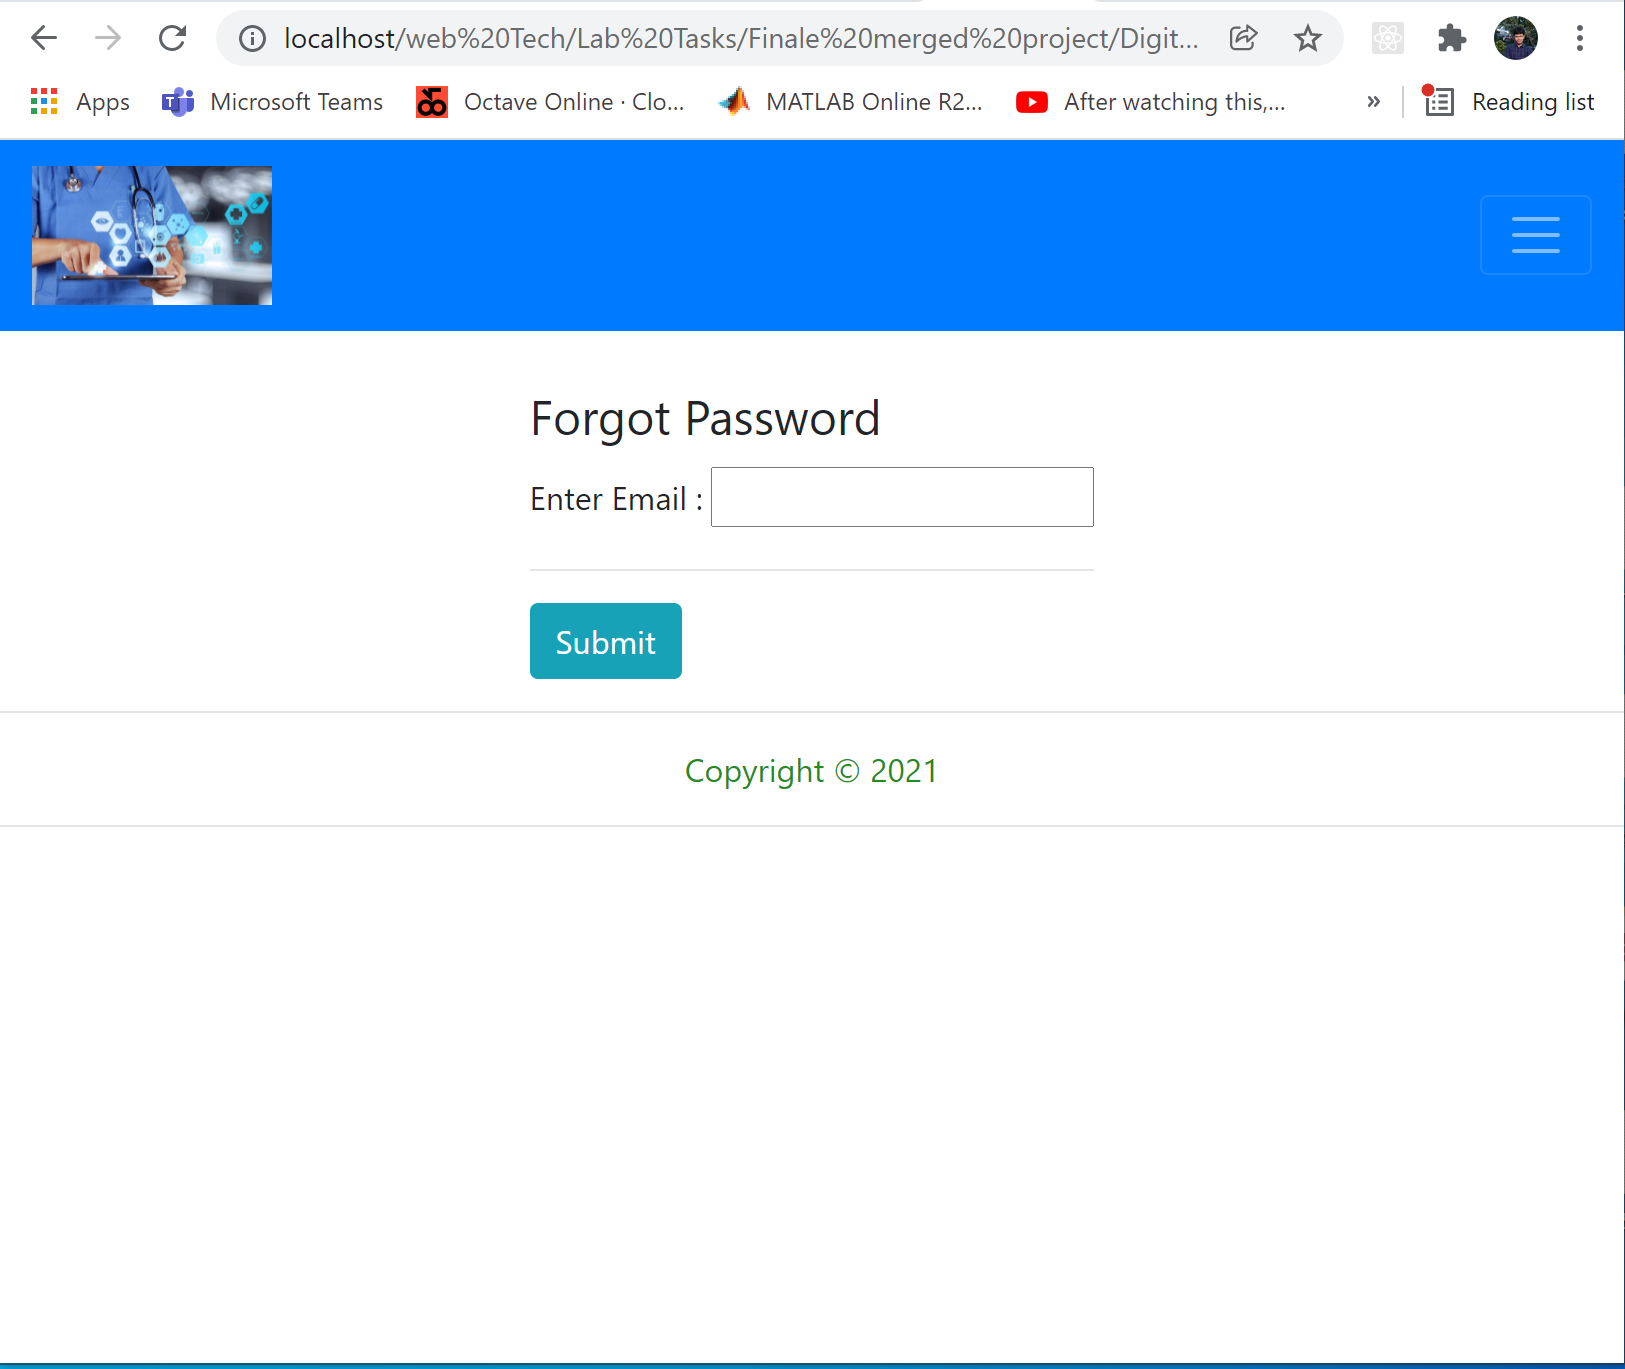 localhost/web%20Tech/Lab%20Tasks/Finale%20merged%20project/Digit...
Apps Microsoft Teams Octave Online · Clo... MATLAB Online R2... After watching this,... » Reading list
Forgot Password
Enter Email :
Submit
Copyright © 2021